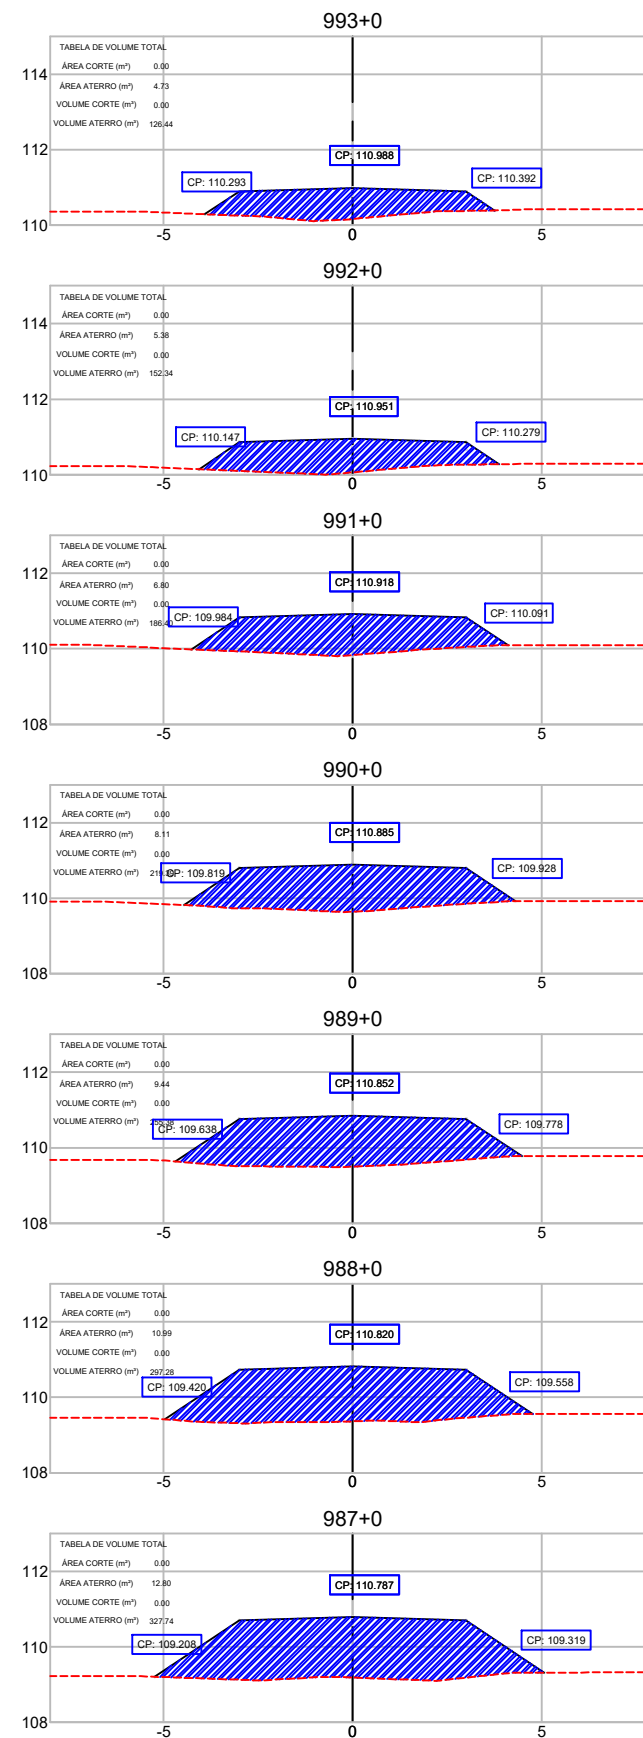 993+0
TABELA DE VOLUME TOTAL
ÁREA CORTE (m²) 0.00
ÁREA ATERRO (m²) 4.73
VOLUME CORTE (m³) 0.00
VOLUME ATERRO (m³) 126.44
114
112
110
CP: 110.988
CP: 110.293
CP: 110.392
-5 0 5
992+0
TABELA DE VOLUME TOTAL
ÁREA CORTE (m²) 0.00
ÁREA ATERRO (m²) 5.38
VOLUME CORTE (m³) 0.00
VOLUME ATERRO (m³) 152.34
114
112
110
CP: 110.951
CP: 110.147
CP: 110.279
-5 0 5
991+0
TABELA DE VOLUME TOTAL
ÁREA CORTE (m²) 0.00
ÁREA ATERRO (m²) 6.80
VOLUME CORTE (m³) 0.00
VOLUME ATERRO (m³)
112
110
108
CP: 110.918
CP: 109.984
CP: 110.091
-5 0 5
990+0
TABELA DE VOLUME TOTAL
ÁREA CORTE (m²) 0.00
ÁREA ATERRO (m²) 8.11
VOLUME CORTE (m³) 0.00
VOLUME ATERRO (m³)
112
110
108
CP: 110.885
CP: 109.819
CP: 109.928
-5 0 5
989+0
TABELA DE VOLUME TOTAL
ÁREA CORTE (m²) 0.00
ÁREA ATERRO (m²) 9.44
VOLUME CORTE (m³) 0.00
VOLUME ATERRO (m³)
112
110
108
CP: 110.852
CP: 109.638
CP: 109.778
-5 0 5
988+0
TABELA DE VOLUME TOTAL
ÁREA CORTE (m²) 0.00
ÁREA ATERRO (m²) 10.99
VOLUME CORTE (m³) 0.00
VOLUME ATERRO (m³) 297.28
112
110
108
CP: 110.820
CP: 109.420
CP: 109.558
-5 0 5
987+0
TABELA DE VOLUME TOTAL
ÁREA CORTE (m²) 0.00
ÁREA ATERRO (m²) 12.80
VOLUME CORTE (m³) 0.00
VOLUME ATERRO (m³) 327.74
112
110
108
CP: 110.787
CP: 109.208
CP: 109.319
-5 0 5